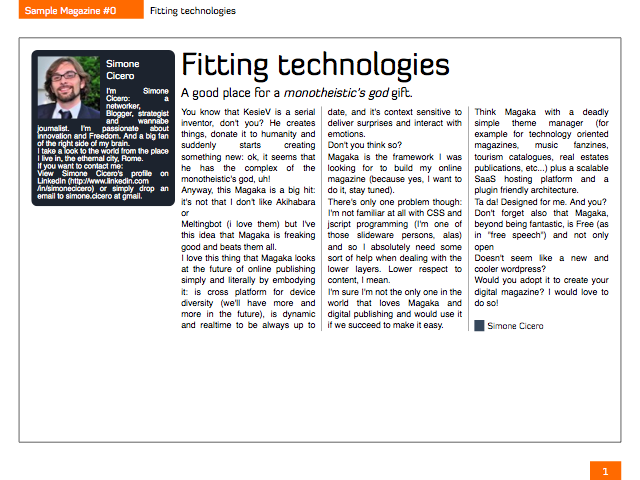 Sample Magazine #0
Fitting technologies
Simone
Cicero
I'm Simone
Cicero: a
networker,
Blogger, strategist
and wannabe
journalist. I'm passionate about
innovation and Freedom. And a big fan
of the right side of my brain.
I take a look to the world from the place
I live in, the ethernal city, Rome.
If you want to contact me:
View Simone Cicero's profile on
LinkedIn (http://www.linkedin.com
/in/simonecicero) or simply drop an
email to simone.cicero at gmail.
Fitting technologies
A good place for a monotheistic's god gift.
You know that KesieV is a serial
inventor, don't you? He creates
things, donate it to humanity and
suddenly starts creating
something new: ok, it seems that
he has the complex of the
monotheistic's god, uh!
Anyway, this Magaka is a big hit:
it's not that I don't like Akihabara
or
Meltingbot (i love them) but I've
this idea that Magaka is freaking
good and beats them all.
I love this thing that Magaka looks
at the future of online publishing
simply and literally by embodying
it: is cross platform for device
diversity (we'll have more and
more in the future), is dynamic
and realtime to be always up to
date, and it's context sensitive to
deliver surprises and interact with
emotions.
Don't you think so?
Magaka is the framework I was
looking for to build my online
magazine (because yes, I want to
do it, stay tuned).
There's only one problem though:
I'm not familiar at all with CSS and
jscript programming (I'm one of
those slideware persons, alas)
and so I absolutely need some
sort of help when dealing with the
lower layers. Lower respect to
content, I mean.
I'm sure I'm not the only one in the
world that loves Magaka and
digital publishing and would use it
if we succeed to make it easy.
Think Magaka with a deadly
simple theme manager (for
example for technology oriented
magazines, music fanzines,
tourism catalogues, real estates
publications, etc...) plus a scalable
SaaS hosting platform and a
plugin friendly architecture.
Ta da! Designed for me. And you?
Don't forget also that Magaka,
beyond being fantastic, is Free (as
in "free speech") and not only
open
Doesn't seem like a new and
cooler wordpress?
Would you adopt it to create your
digital magazine? I would love to
do so!
Simone Cicero
1